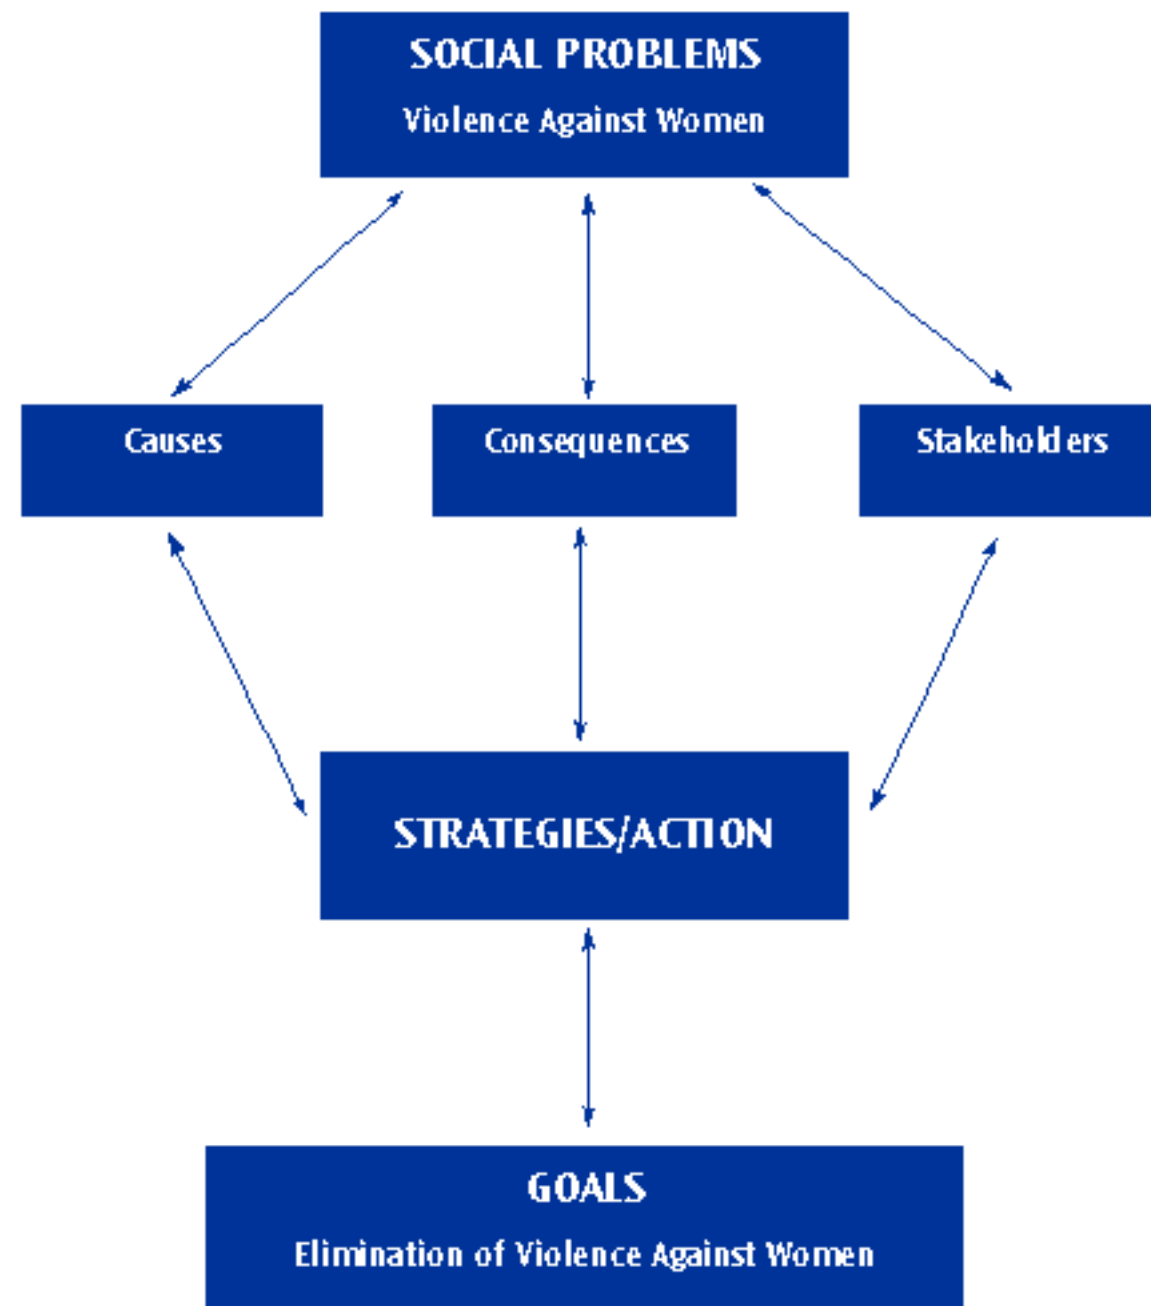 SOCIAL PROBLEMS
Violence Against Women
Causes
Consequences
Stakeholders
STRATEGIES/ACTION
GOALS
Elimination of Violence Against Women